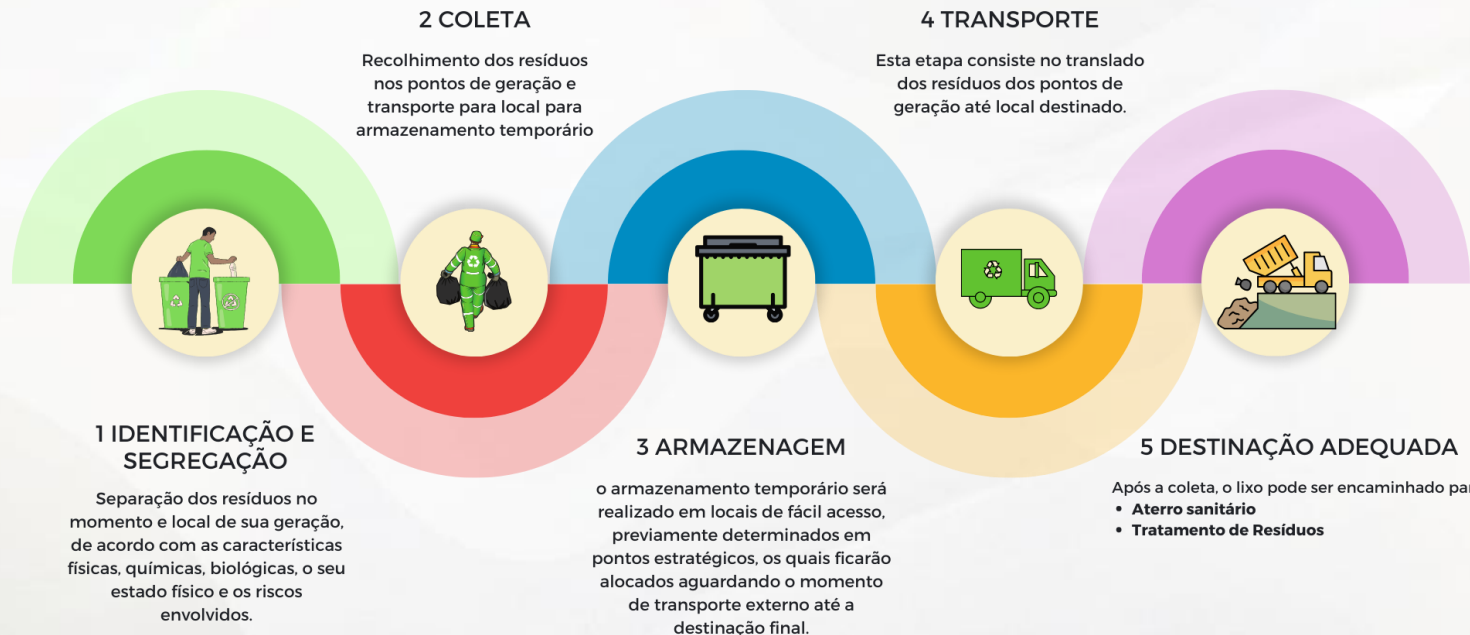 1 IDENTIFICAÇÃO E
SEGREGAÇÃO
Separação dos resíduos no
momento e local de sua geração,
de acordo com as características
físicas, químicas, biológicas, o seu
estado físico e os riscos
envolvidos.
2 COLETA
Recolhimento dos resíduos
nos pontos de geração e
transporte para local para
armazenamento temporário
3 ARMAZENAGEM
o armazenamento temporário será
realizado em locais de fácil acesso,
previamente determinados em
pontos estratégicos, os quais ficarão
alocados aguardando o momento
de transporte externo até a
destinação final.
4 TRANSPORTE
Esta etapa consiste no translado
dos resíduos dos pontos de
geração até local destinado.
5 DESTINAÇÃO ADEQUADA
Após a coleta, o lixo pode ser encaminhado
• Aterro sanitário
• Tratamento de Resíduos